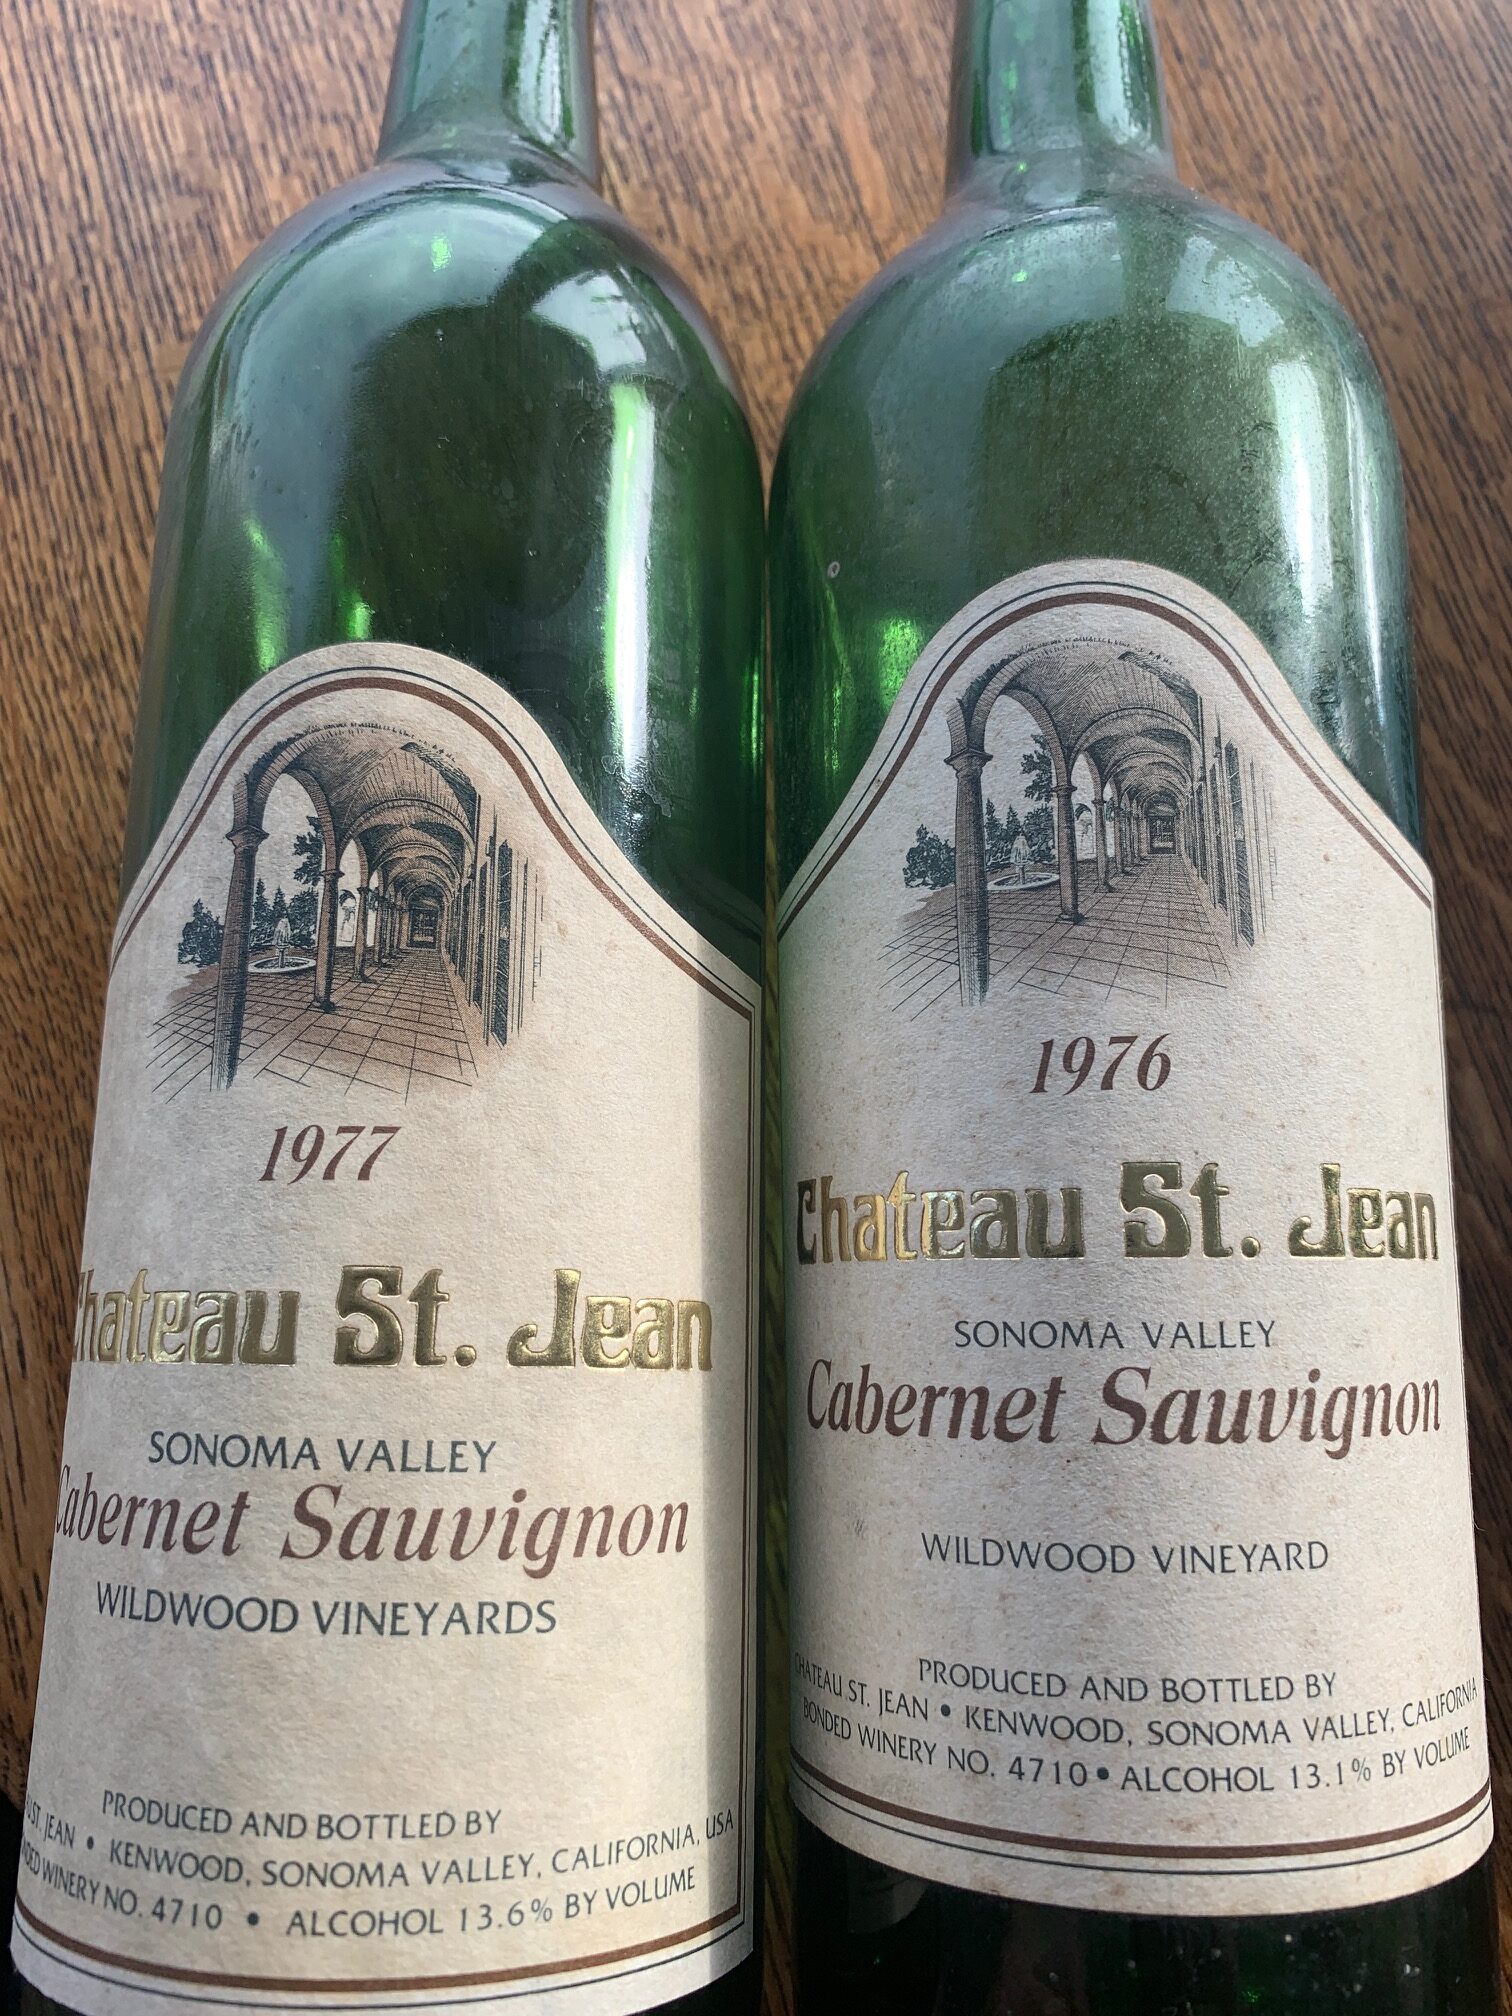 1977
Chateau St. Jean
SONOMA VALLEY
Cabernet Sauvignon
WILDWOOD VINEYARDS
PRODUCED AND BOTTLED BY
ST. JEAN • KENWOOD, SONOMA VALLEY, CALIFORNIA, USA
WINERY NO. 4710 • ALCOHOL 13.6% BY VOLUME
1976
Chateau St. Jean
SONOMA VALLEY
Cabernet Sauvignon
WILDWOOD VINEYARD
PRODUCED AND BOTTLED BY
CHATEAU ST. JEAN • KENWOOD, SONOMA VALLEY, CALIFORNIA
BONDED WINERY NO. 4710 • ALCOHOL 13.1% BY VOLUME